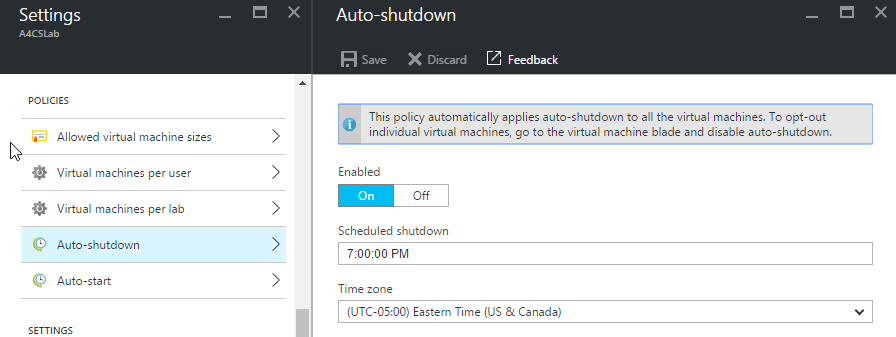 Settings
A4CSLab
POLICIES
Allowed virtual machine sizes
Virtual machines per user
Virtual machines per lab
Auto-shutdown
Auto-start
SETTINGS
Auto-shutdown
Save Discard Feedback
This policy automatically applies auto-shutdown to all the virtual machines. To opt-out
individual virtual machines, go to the virtual machine blade and disable auto-shutdown.
Enabled
On Off
Scheduled shutdown
7:00:00 PM
Time zone
(UTC-05:00) Eastern Time (US & Canada)